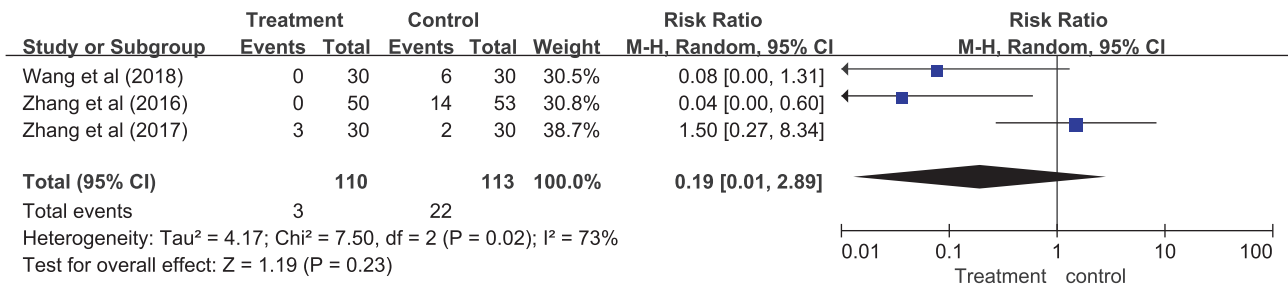 Treatment Control Risk Ratio Risk Ratio
Study or Subgroup Events Total Events Total Weight M-H, Random, 95% CI M-H, Random, 95% CI
Wang et al (2018) 0 30 6 30 30.5% 0.08 [0.00, 1.31]
Zhang et al (2016) 0 50 14 53 30.8% 0.04 [0.00, 0.60]
Zhang et al (2017) 3 30 2 30 38.7% 1.50 [0.27, 8.34]
Total (95% CI) 110 113 100.0% 0.19 [0.01, 2.89]
Total events 3 22
Heterogeneity: Tau² = 4.17; Chi² = 7.50, df = 2 (P = 0.02); I² = 73%
Test for overall effect: Z = 1.19 (P = 0.23)
0.01 0.1 1 10 100
Treatment control